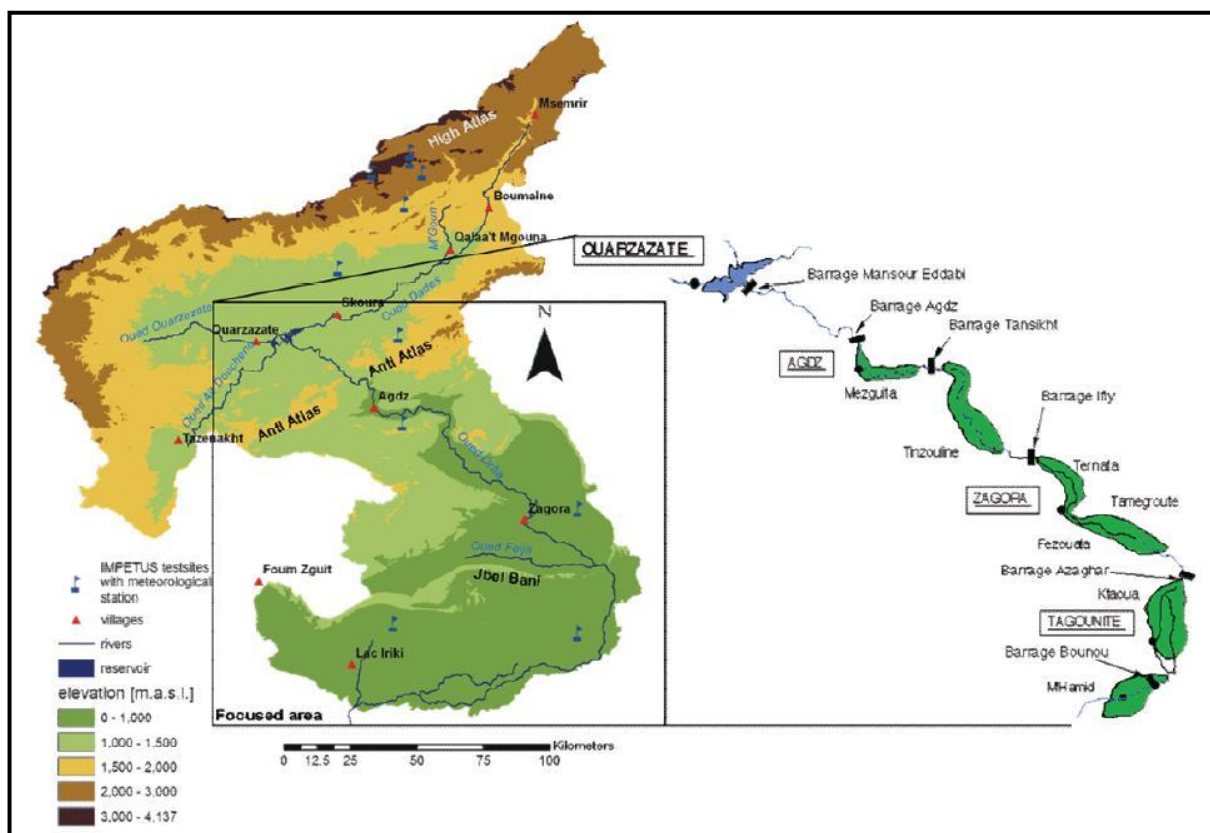 Msemrir
High Atlas
Boumalne
M'Goun
Qalaa't Mgouna
Skoura
Oued Dades
Oued Ouarzazate
Ouarzazate
Anti Atlas
Agdz
Anti Atlas
Tazenakht
Oued Drâa
Zagora
Oued Feija
Foum Zguit
Jbel Bani
Lac Iriki
N
Focused area
IMPETUS testsites
with meteorological
station
villages
rivers
reservoir
elevation [m.a.s.l.]
0 - 1,000
1,000 - 1,500
1,500 - 2,000
2,000 - 3,000
3,000 - 4,137
Kilometers
0 12.5 25 50 75 100
OUARZAZATE
Barrage Mansour Eddabi
Barrage Agdz
Barrage Tansikht
AGDZ
Mezguita
Barrage Ifly
Tinzouline
Ternata
ZAGORA
Tamegroute
Fezouata
Barrage Azaghar
Ktaoua
TAGOUNITE
Barrage Bounou
MHamid